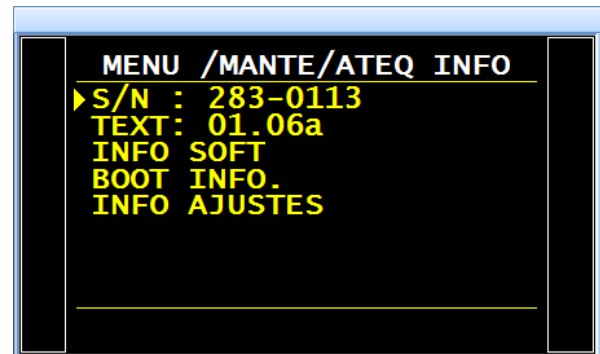 MENU /MANTE/ATEQ INFO
S/N : 283-0113
TEXT: 01.06a
INFO SOFT
BOOT INFO.
INFO AJUSTES